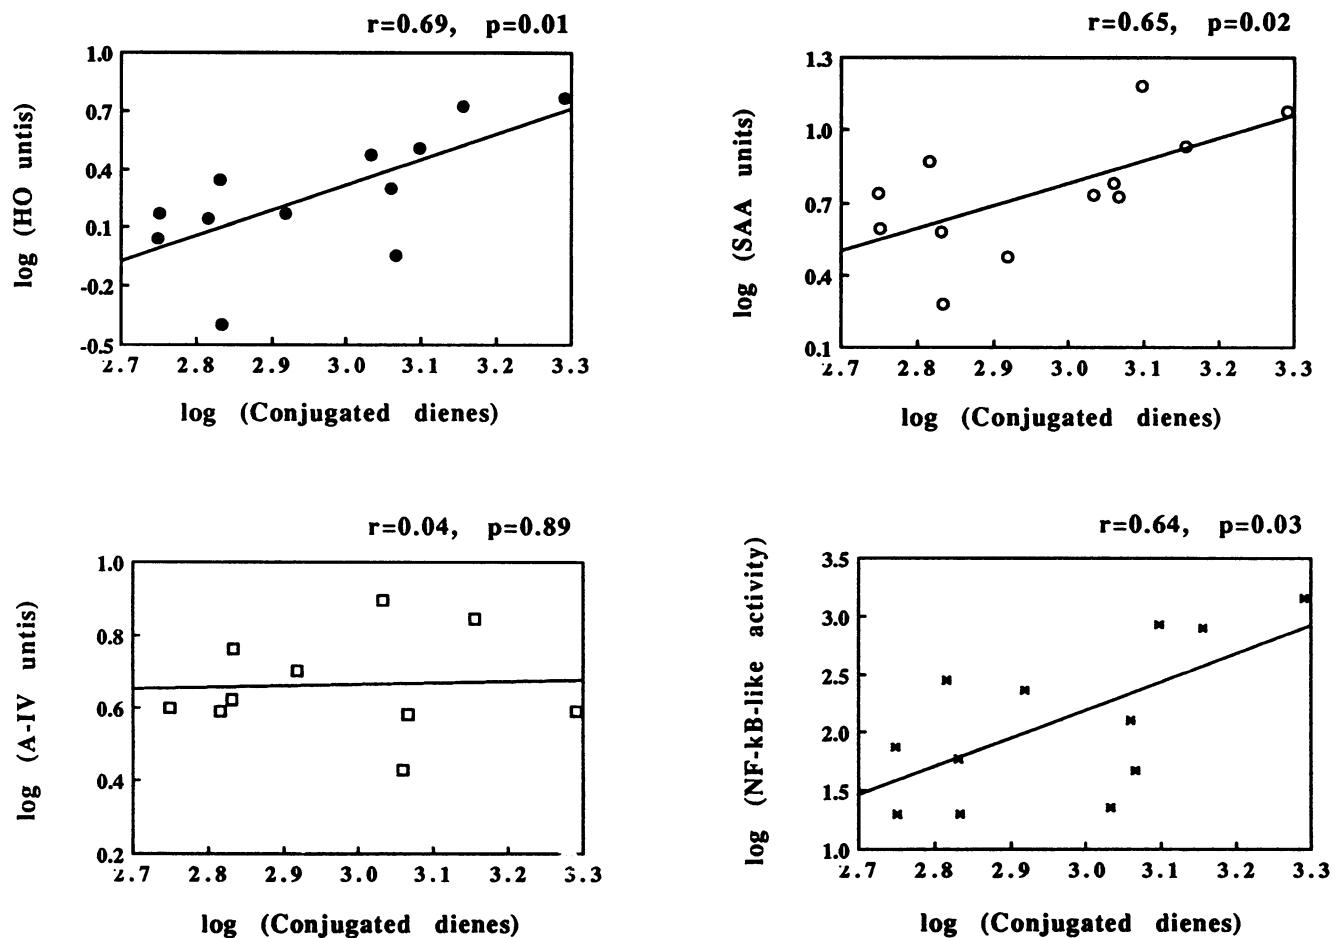 r=0.69, p=0.01
log (HO untis)
1.0
0.7
0.4
0.1
-0.2
-0.5
2.7 2.8 2.9 3.0 3.1 3.2 3.3
log (Conjugated dienes)
r=0.65, p=0.02
log (SAA units)
1.3
1.0
0.7
0.4
0.1
2.7 2.8 2.9 3.0 3.1 3.2 3.3
log (Conjugated dienes)
r=0.04, p=0.89
log (A-IV untis)
1.0
0.8
0.6
0.4
0.2
2.7 2.8 2.9 3.0 3.1 3.2 3.3
log (Conjugated dienes)
r=0.64, p=0.03
log (NF-kB-like activity)
3.5
3.0
2.5
2.0
1.5
1.0
2.7 2.8 2.9 3.0 3.1 3.2 3.3
log (Conjugated dienes)